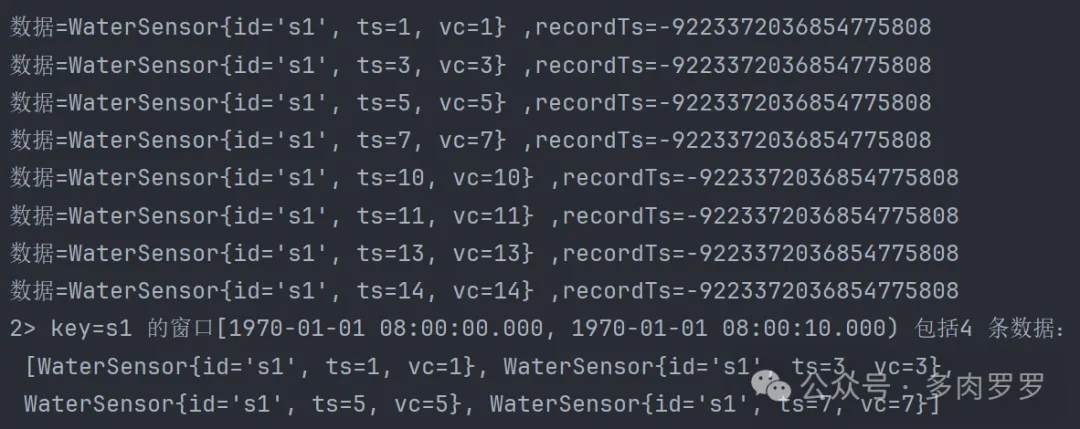 数据=WaterSensor{id='s1', ts=1, vc=1} ,recordTs=-9223372036854775808
数据=WaterSensor{id='s1', ts=3, vc=3} ,recordTs=-9223372036854775808
数据=WaterSensor{id='s1', ts=5, vc=5} ,recordTs=-9223372036854775808
数据=WaterSensor{id='s1', ts=7, vc=7} ,recordTs=-9223372036854775808
数据=WaterSensor{id='s1', ts=10, vc=10} ,recordTs=-9223372036854775808
数据=WaterSensor{id='s1', ts=11, vc=11} ,recordTs=-9223372036854775808
数据=WaterSensor{id='s1', ts=13, vc=13} ,recordTs=-9223372036854775808
数据=WaterSensor{id='s1', ts=14, vc=14} ,recordTs=-9223372036854775808
2> key=s1 的窗口[1970-01-01 08:00:00.000, 1970-01-01 08:00:10.000) 包括4 条数据:
[WaterSensor{id='s1', ts=1, vc=1}, WaterSensor{id='s1', ts=3, vc=3},
WaterSensor{id='s1', ts=5, vc=5}, WaterSensor{id='s1', ts=7, vc=7}]
公众号·多肉罗罗